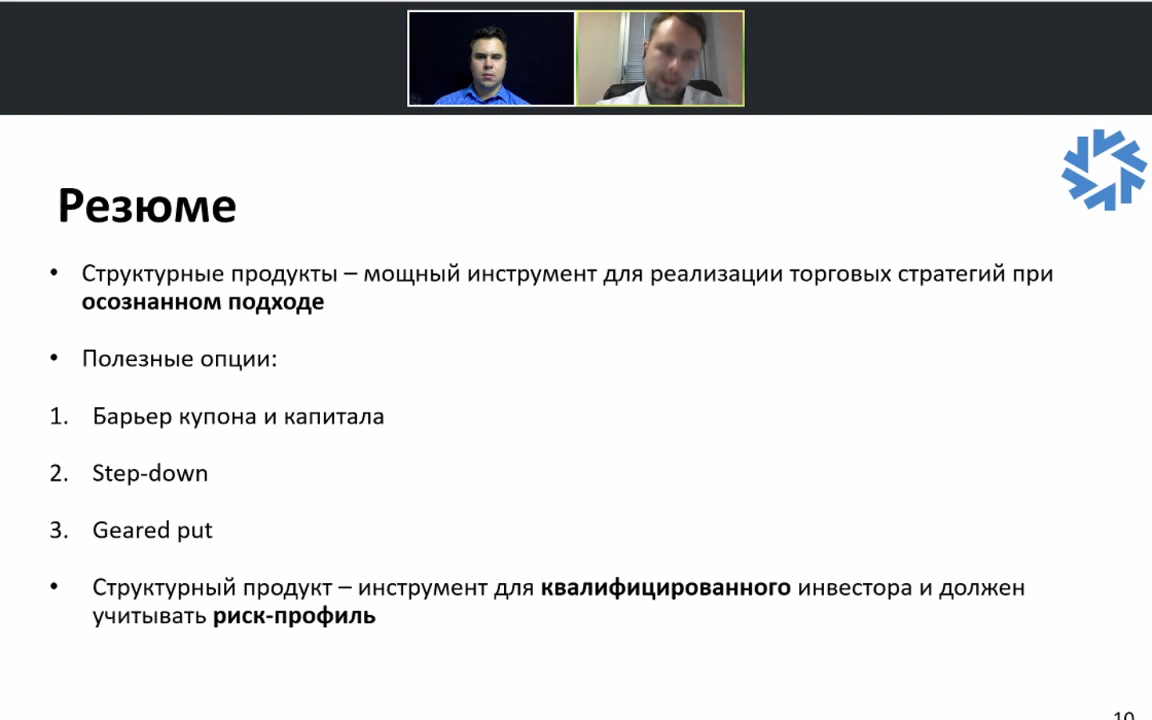 Резюме
• Структурные продукты – мощный инструмент для реализации торговых стратегий при
осознанном подходе
• Полезные опции:
1. Барьер купона и капитала
2. Step-down
3. Geared put
• Структурный продукт – инструмент для квалифицированного инвестора и должен
учитывать риск-профиль
10